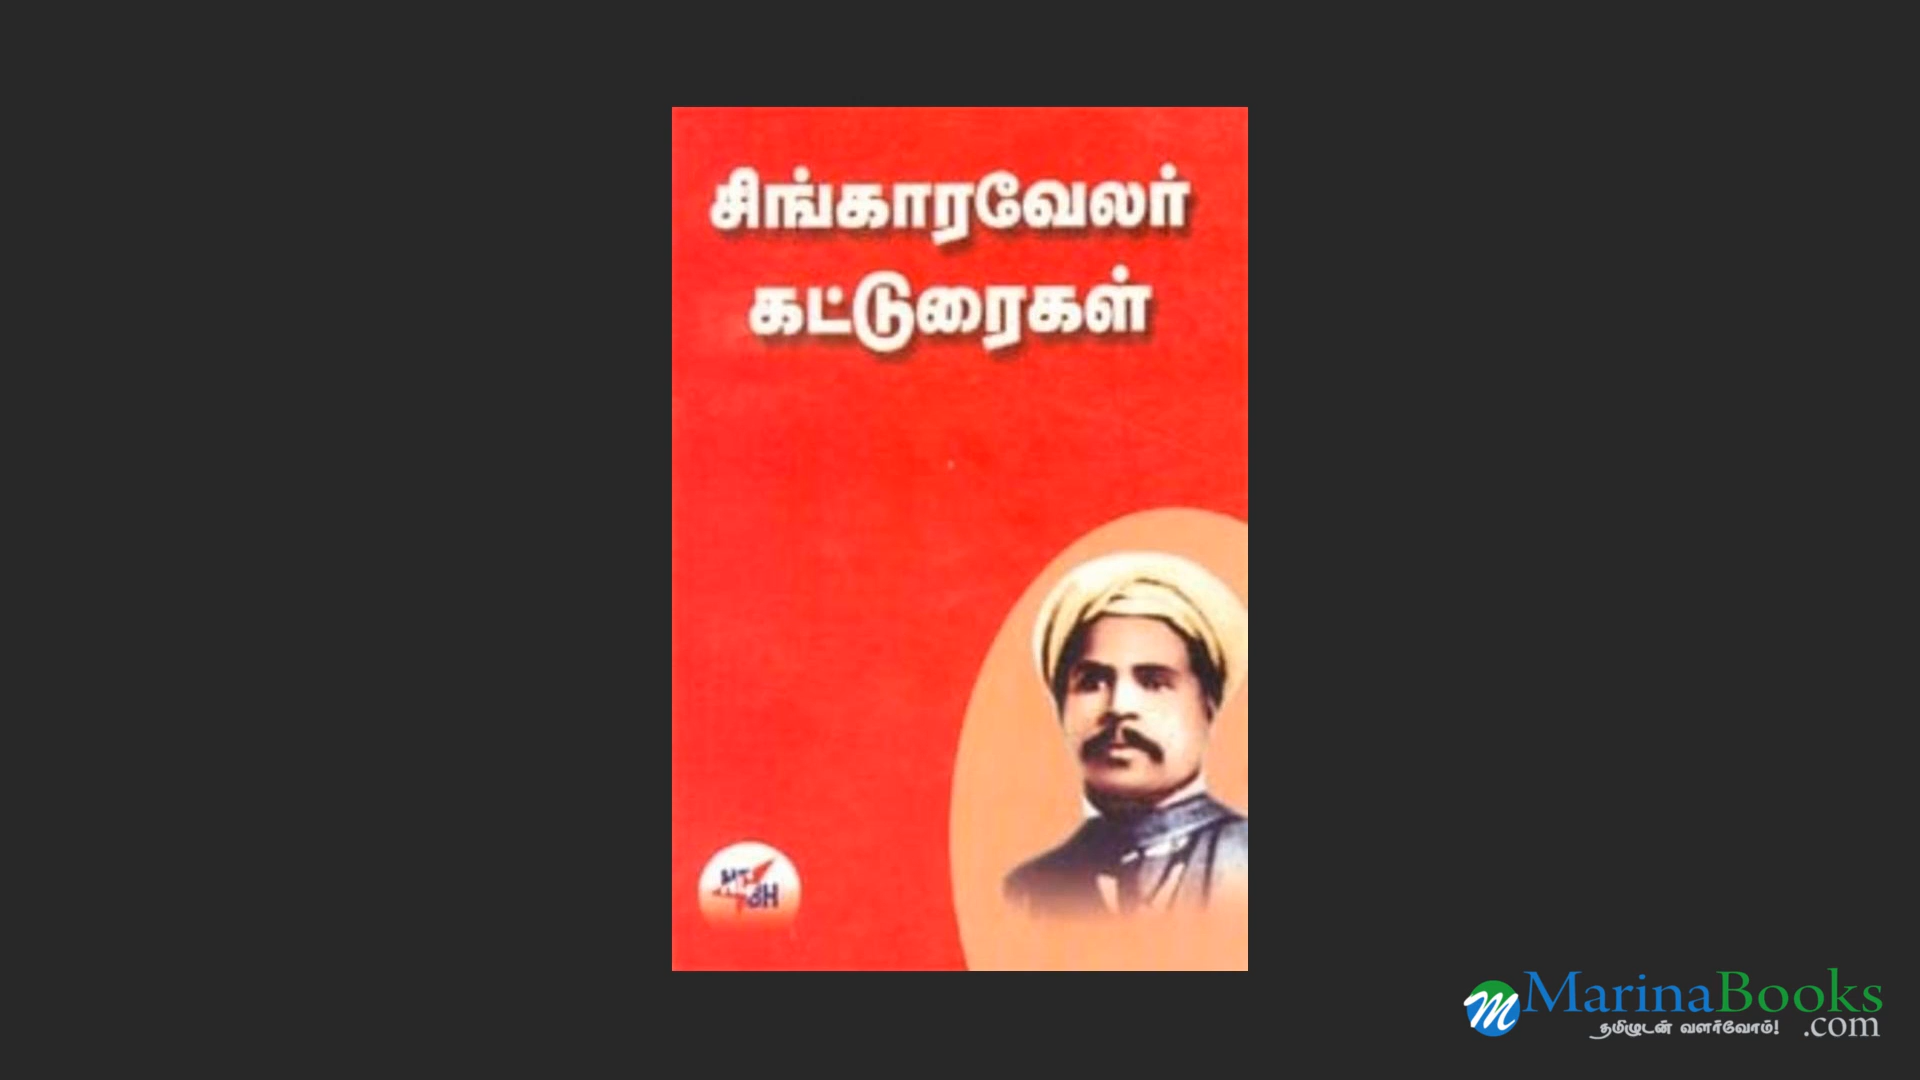 சிங்காரவேலர்
கட்டுரைகள்
MarinaBooks
தமிழுடன் வளர்வோம்! .com